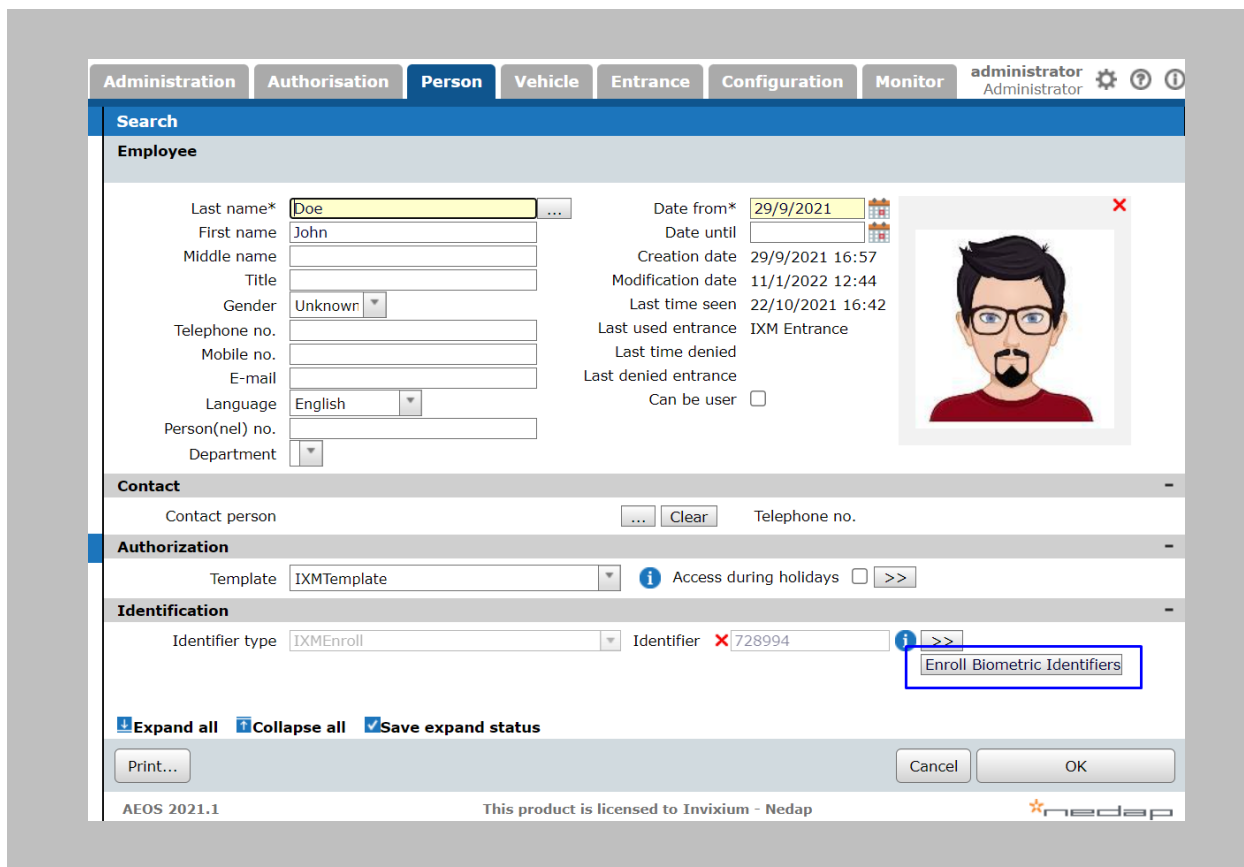 Administration Authorisation Person Vehicle Entrance Configuration Monitor administrator
Administrator
Search
Employee
Last name* Doe ... Date from* 29/9/2021
First name John Date until
Middle name Creation date 29/9/2021 16:57
Title Modification date 11/1/2022 12:44
Gender Unknown Last time seen 22/10/2021 16:42
Telephone no. Last used entrance IXM Entrance
Mobile no. Last time denied
E-mail Last denied entrance
Language English Can be user
Person(nel) no.
Department
Contact -
Contact person ... Clear Telephone no.
Authorization -
Template IXMTemplate Access during holidays >>
Identification -
Identifier type IXMEnroll Identifier 728994 >>
Enroll Biometric Identifiers
Expand all Collapse all Save expand status
Print... Cancel OK
AEOS 2021.1 This product is licensed to Invixium - Nedap nedap